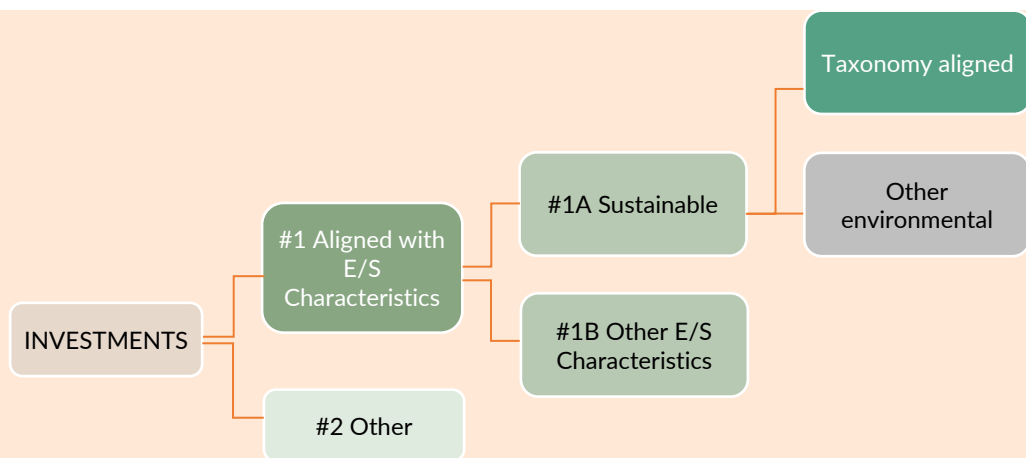 Taxonomy aligned
Other
environmental
#1A Sustainable
#1 Aligned with
E/S
Characteristics
#1B Other E/S
Characteristics
INVESTMENTS
#2 Other